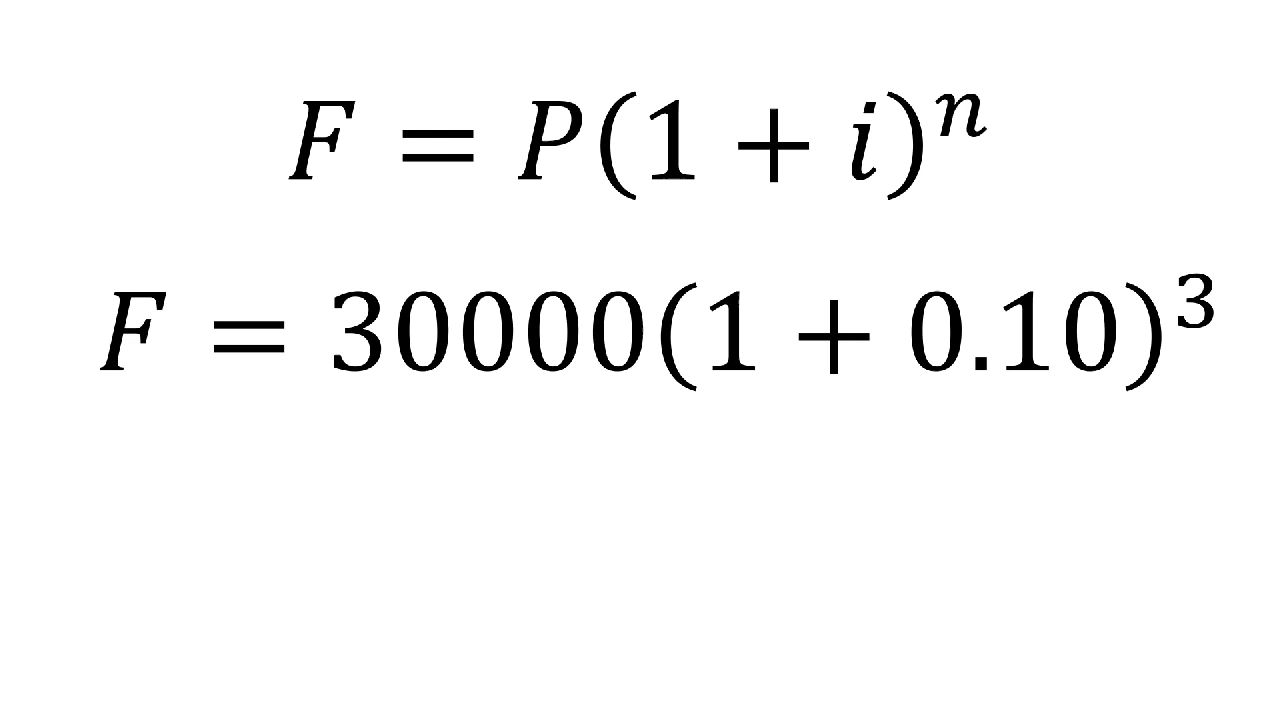 F = P(1 + i)ⁿ
F = 30000(1 + 0.10)³